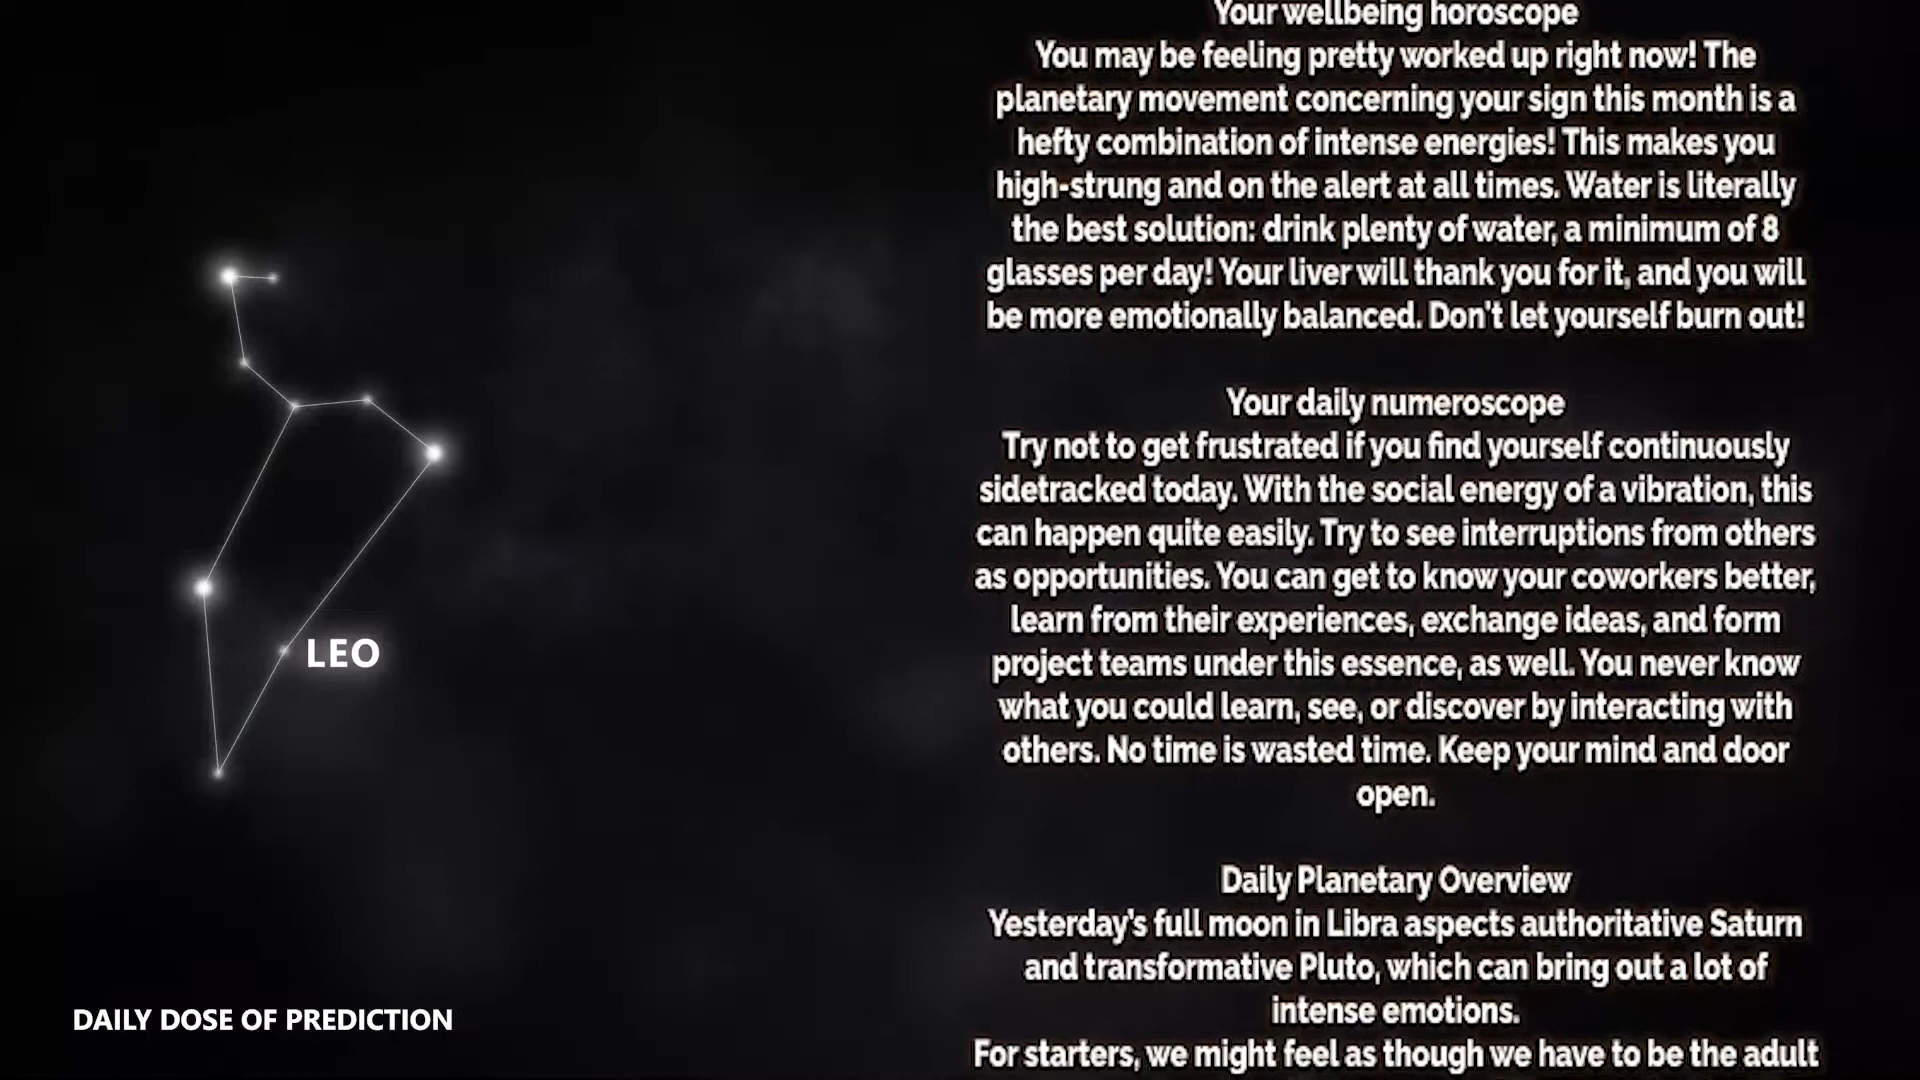 Your wellbeing horoscope
You may be feeling pretty worked up right now! The
planetary movement concerning your sign this month is a
hefty combination of intense energies! This makes you
high-strung and on the alert at all times. Water is literally
the best solution: drink plenty of water, a minimum of 8
glasses per day! Your liver will thank you for it, and you will
be more emotionally balanced. Don't let yourself burn out!
Your daily numeroscope
Try not to get frustrated if you find yourself continuously
sidetracked today. With the social energy of a vibration, this
can happen quite easily. Try to see interruptions from others
as opportunities. You can get to know your coworkers better,
learn from their experiences, exchange ideas, and form
project teams under this essence, as well. You never know
what you could learn, see, or discover by interacting with
others. No time is wasted time. Keep your mind and door
open.
Daily Planetary Overview
Yesterday's full moon in Libra aspects authoritative Saturn
and transformative Pluto, which can bring out a lot of
intense emotions.
For starters, we might feel as though we have to be the adult
LEO
DAILY DOSE OF PREDICTION